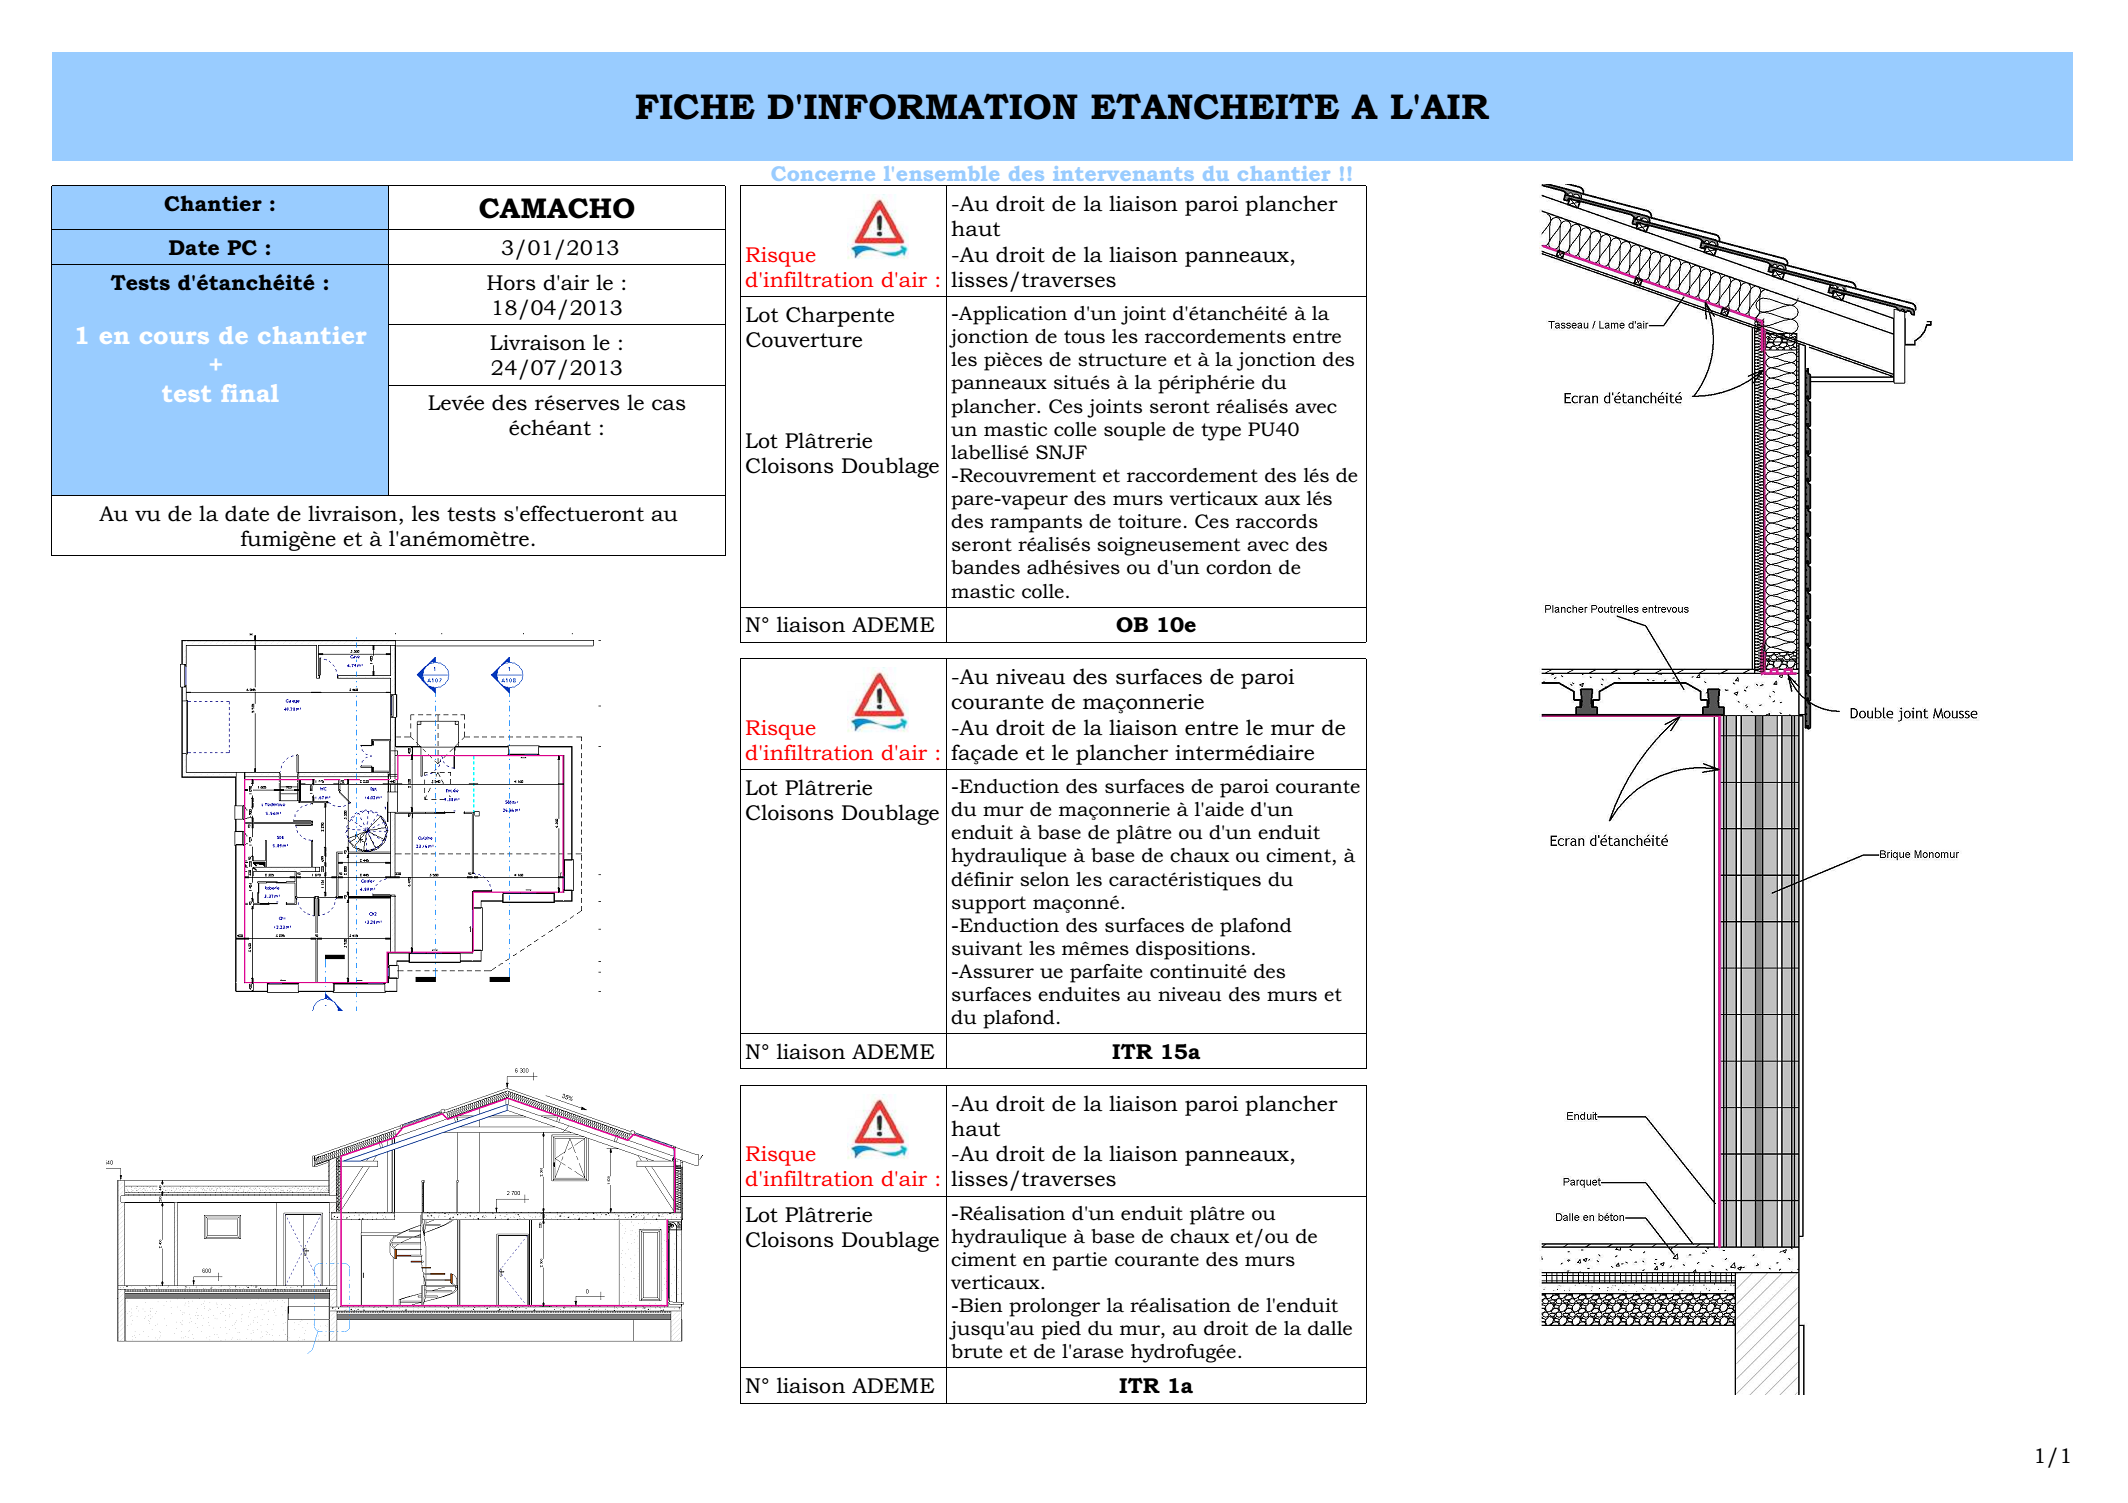 FICHE D'INFORMATION ETANCHEITE A L'AIR
Concerne l'ensemble des intervenants du chantier !!
Chantier :
CAMACHO
Date PC :
3/01/2013
Tests d'étanchéité :
1 en cours de chantier
+
test final
Hors d'air le :
18/04/2013
Livraison le :
24/07/2013
Levée des réserves le cas
échéant :
Au vu de la date de livraison, les tests s'effectueront au
fumigène et à l'anémomètre.
Risque
d'infiltration d'air :
-Au droit de la liaison paroi plancher
haut
-Au droit de la liaison panneaux,
lisses/traverses
Lot Charpente
Couverture
Lot Plâtrerie
Cloisons Doublage
-Application d'un joint d'étanchéité à la
jonction de tous les raccordements entre
les pièces de structure et à la jonction des
panneaux situés à la périphérie du
plancher. Ces joints seront réalisés avec
un mastic colle souple de type PU40
labellisé SNJF
-Recouvrement et raccordement des lés de
pare-vapeur des murs verticaux aux lés
des rampants de toiture. Ces raccords
seront réalisés soigneusement avec des
bandes adhésives ou d'un cordon de
mastic colle.
N° liaison ADEME
OB 10e
Risque
d'infiltration d'air :
-Au niveau des surfaces de paroi
courante de maçonnerie
-Au droit de la liaison entre le mur de
façade et le plancher intermédiaire
Lot Plâtrerie
Cloisons Doublage
-Enduction des surfaces de paroi courante
du mur de maçonnerie à l'aide d'un
enduit à base de plâtre ou d'un enduit
hydraulique à base de chaux ou ciment, à
définir selon les caractéristiques du
support maçonné.
-Enduction des surfaces de plafond
suivant les mêmes dispositions.
-Assurer ue parfaite continuité des
surfaces enduites au niveau des murs et
du plafond.
N° liaison ADEME
ITR 15a
Risque
d'infiltration d'air :
-Au droit de la liaison paroi plancher
haut
-Au droit de la liaison panneaux,
lisses/traverses
Lot Plâtrerie
Cloisons Doublage
-Réalisation d'un enduit plâtre ou
hydraulique à base de chaux et/ou de
ciment en partie courante des murs
verticaux.
-Bien prolonger la réalisation de l'enduit
jusqu'au pied du mur, au droit de la dalle
brute et de l'arase hydrofugée.
N° liaison ADEME
ITR 1a
Tasseau / Lame d'air
Ecran d'étanchéité
Plancher Poutrelles entrevous
Double joint Mousse
Ecran d'étanchéité
Brique Monomur
Enduit
Parquet
Dalle en béton
1
A107
1
A108
Garage
Cuisine
6 300
35%
2 700
600
0
1/1